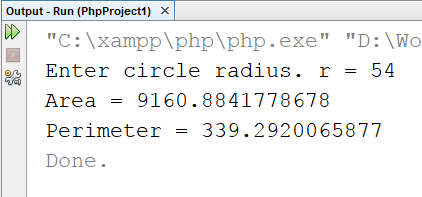 Output - Run (PhpProject1) ×
"C:\xampp\php\php.exe" "D:\Wo
Enter circle radius. r = 54
Area = 9160.8841778678
Perimeter = 339.2920065877
Done.